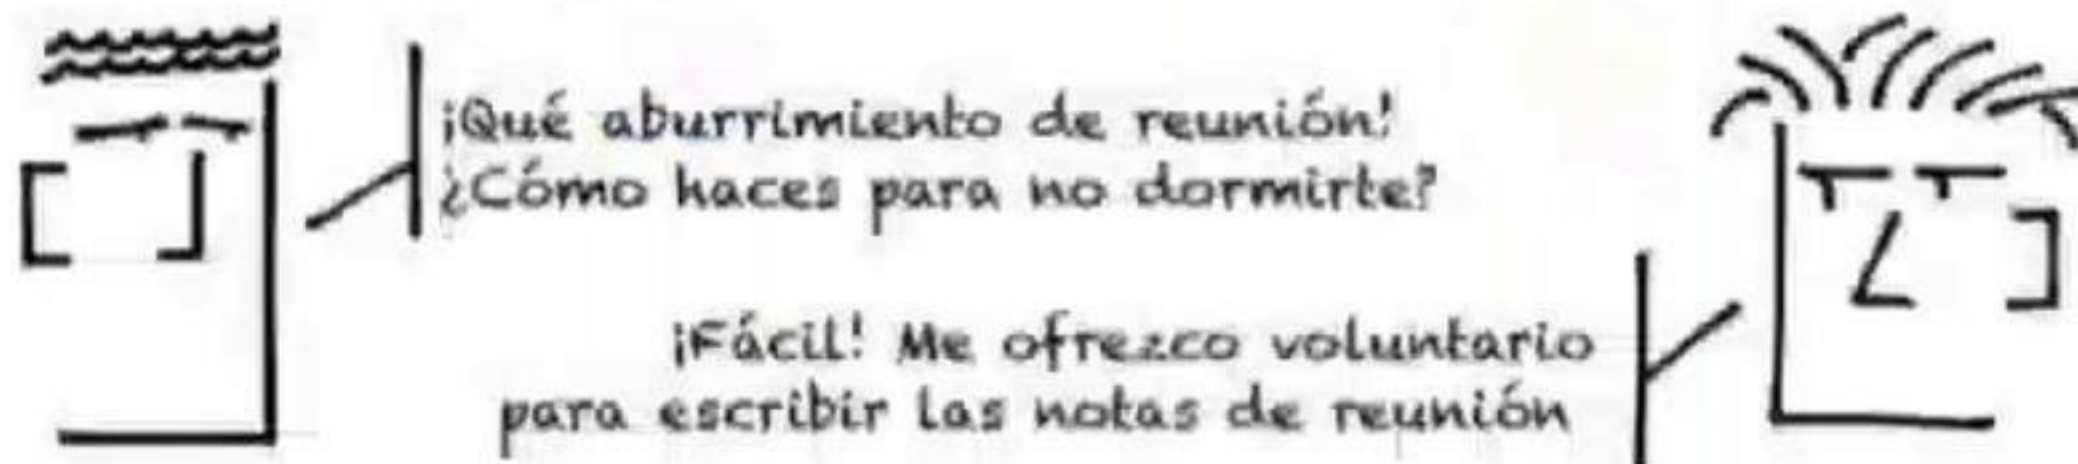 ¡Qué aburrimiento de reunión!
¿Cómo haces para no dormirte?
¡Fácil! Me ofrezco voluntario
para escribir las notas de reunión